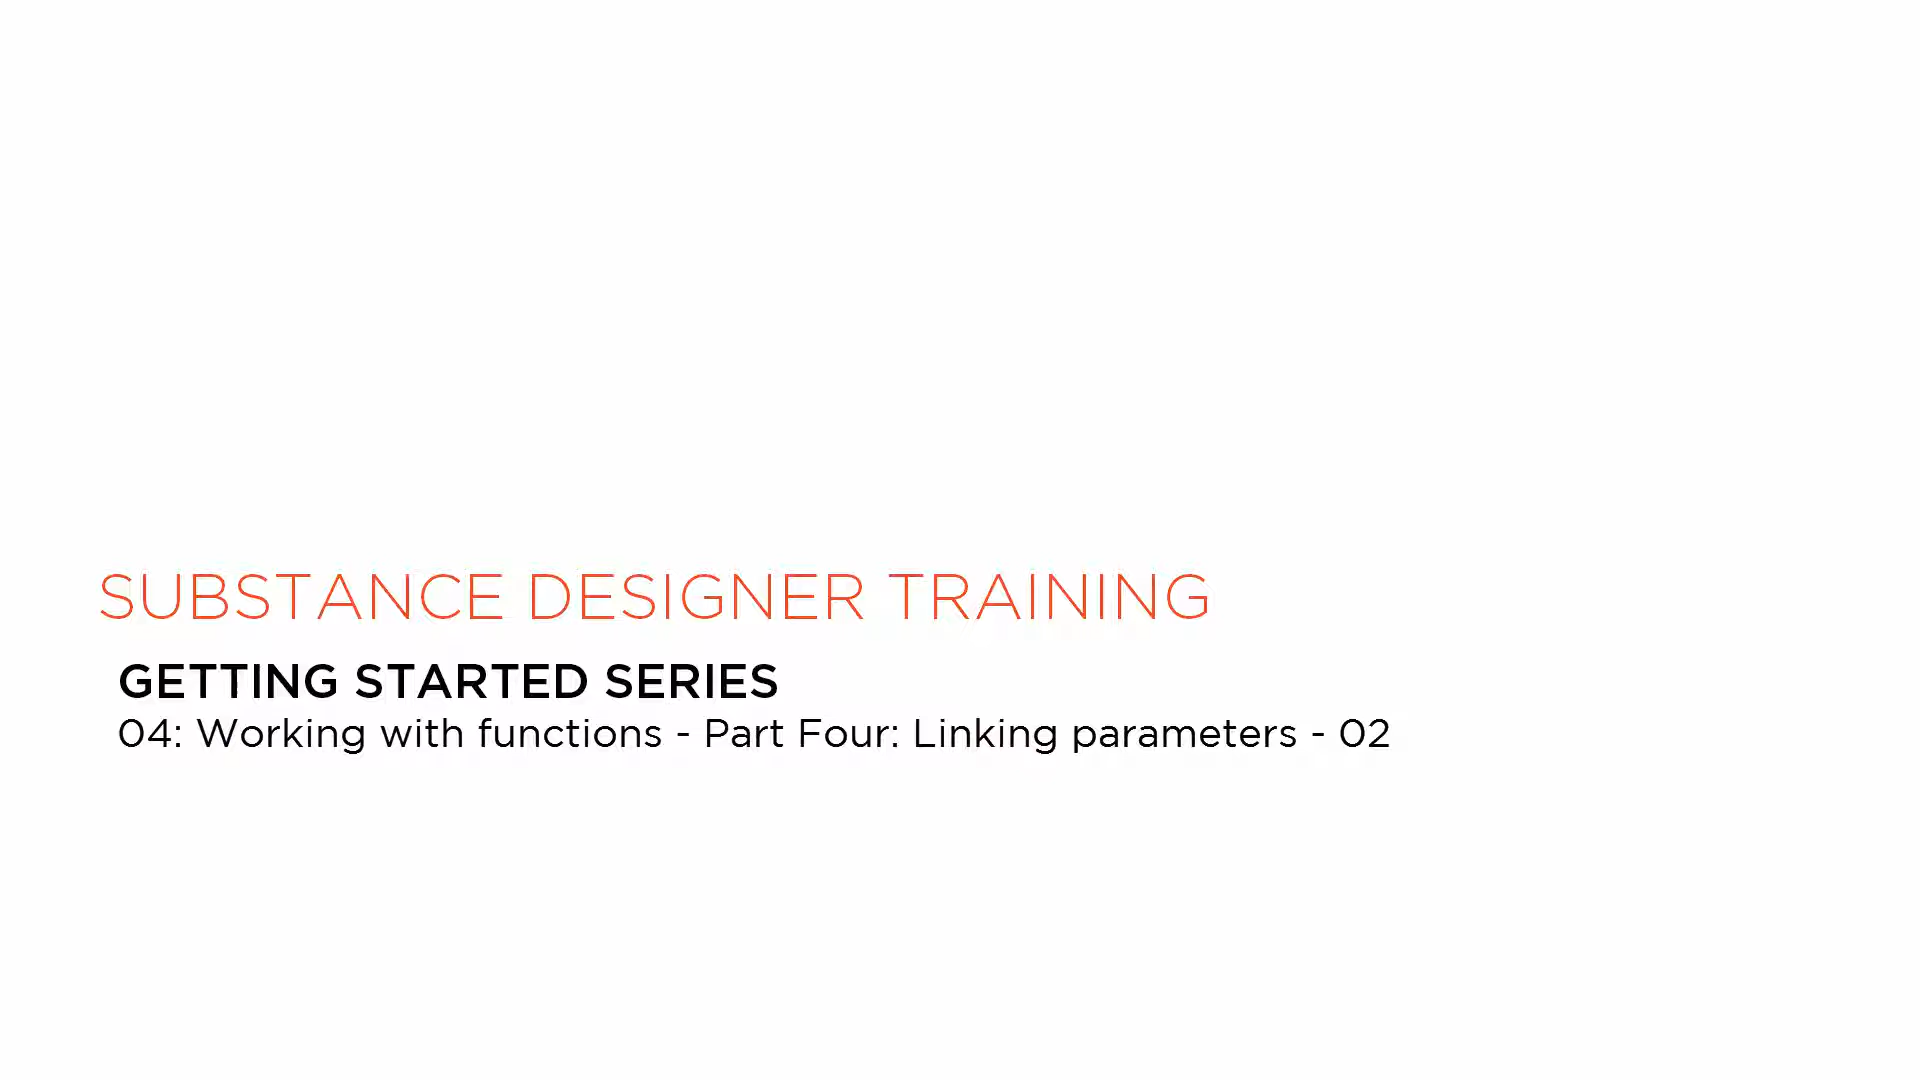 SUBSTANCE DESIGNER TRAINING
GETTING STARTED SERIES
04: Working with functions - Part Four: Linking parameters - 02